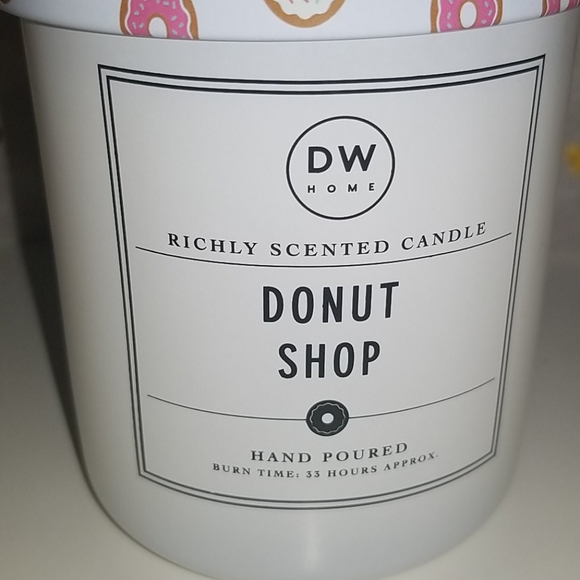 DW
HOME
RICHLY SCENTED CANDLE
DONUT
SHOP
HAND POURED
BURN TIME: 33 HOURS APPROX.